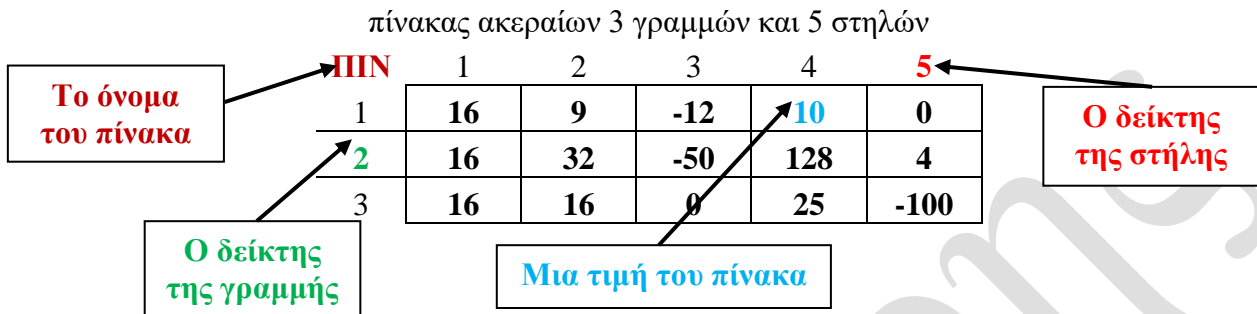 πίνακας ακεραίων 3 γραμμών και 5 στηλών
ΠΙΝ 1 2 3 4 5
Το όνομα
του πίνακα
1 16 9 -12 10 0
Ο δείκτης
της στήλης
2 16 32 -50 128 4
3 16 16 0 25 -100
Ο δείκτης
της γραμμής
Μια τιμή του πίνακα